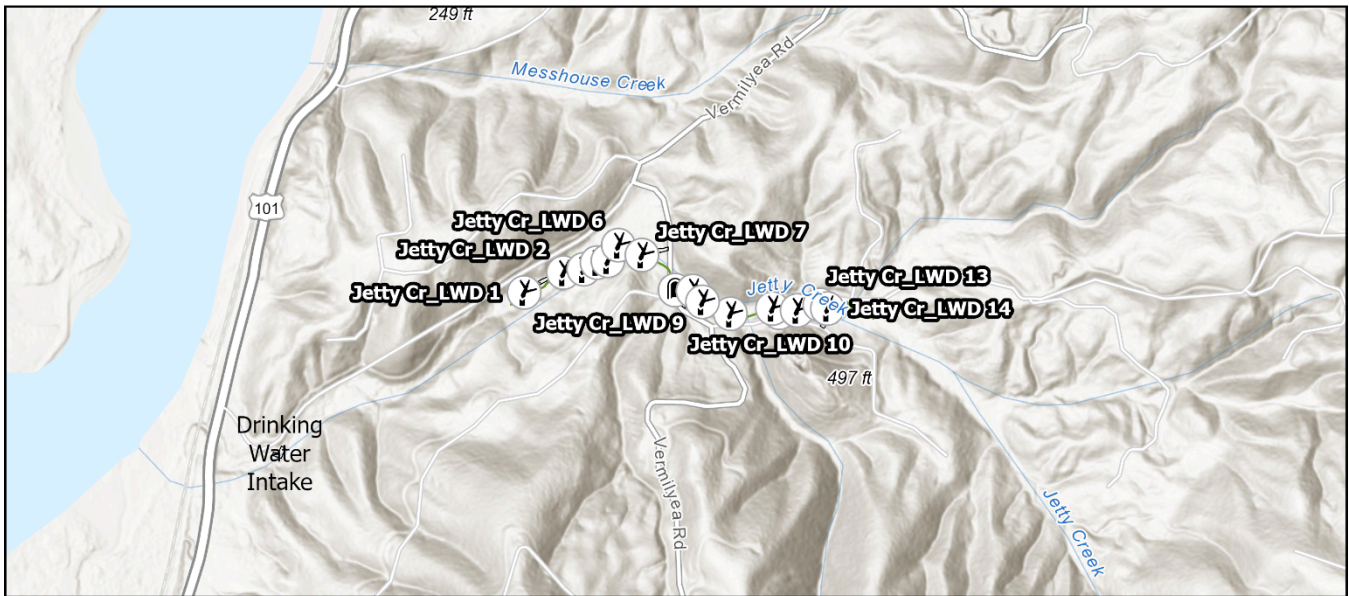 249 ft
Messhouse Creek
Vermilyea Rd
101
Jetty Cr_LWD 6
Jetty Cr_LWD 7
Jetty Cr_LWD 2
Jetty Cr_LWD 1
Jetty Cr_LWD 13
Jetty Creek
Jetty Cr_LWD 14
Jetty Cr_LWD 9
Jetty Cr_LWD 10
497 ft
Drinking
Water
Intake
Vermilyea Rd
Jetty Creek